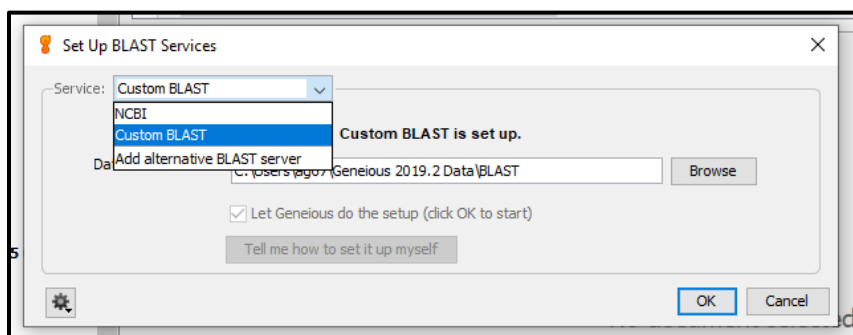 Set Up BLAST Services
Service: Custom BLAST
NCBI
Custom BLAST
Custom BLAST is set up.
Add alternative BLAST server
Da
\Geneious 2019.2 Data\BLAST
Browse
Let Geneious do the setup (click OK to start)
Tell me how to set it up myself
5
OK
Cancel